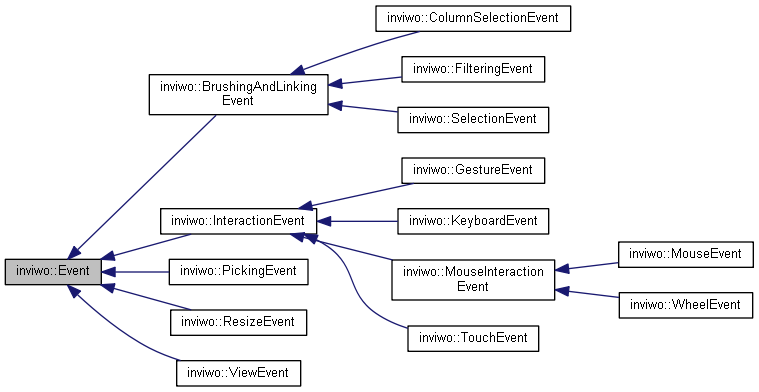 inviwo::ColumnSelectionEvent
inviwo::BrushingAndLinking
Event
inviwo::FilteringEvent
inviwo::SelectionEvent
inviwo::GestureEvent
inviwo::InteractionEvent
inviwo::KeyboardEvent
inviwo::Event
inviwo::PickingEvent
inviwo::MouseInteraction
Event
inviwo::MouseEvent
inviwo::WheelEvent
inviwo::ResizeEvent
inviwo::TouchEvent
inviwo::ViewEvent